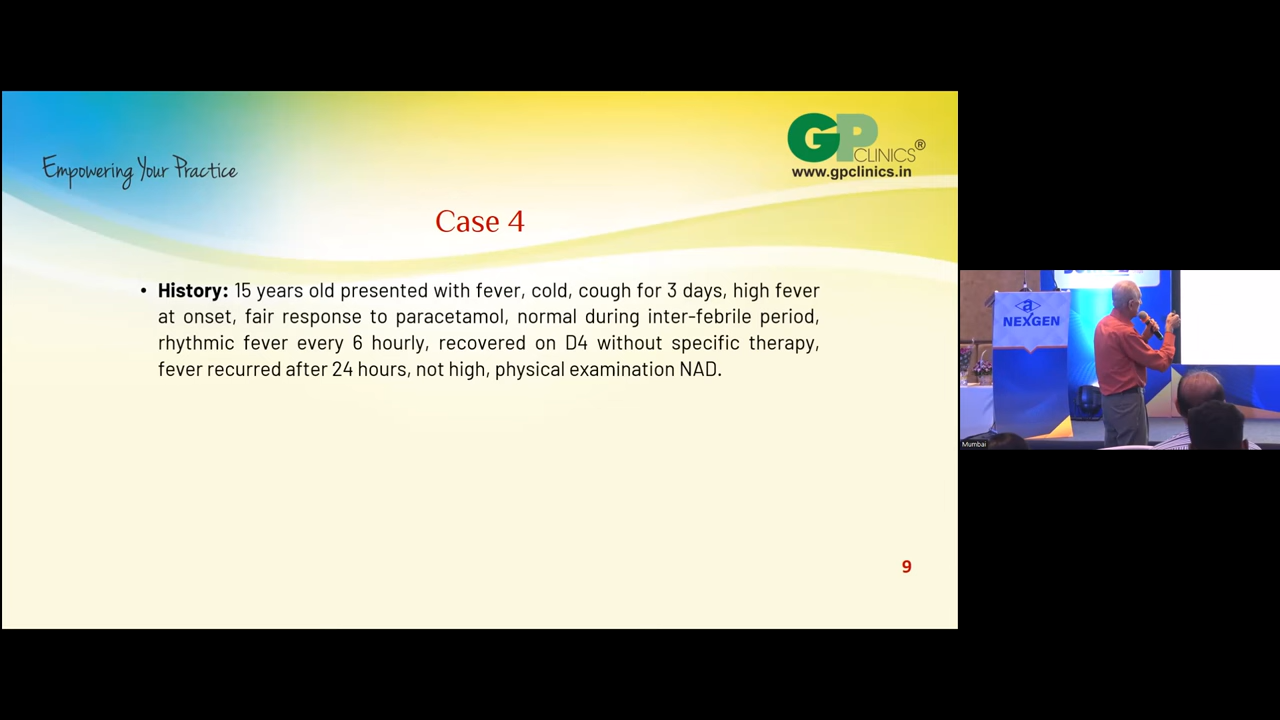 Empowering Your Practice
GP CLINICS®
www.gpclinics.in
Case 4
• History: 15 years old presented with fever, cold, cough for 3 days, high fever
at onset, fair response to paracetamol, normal during inter-febrile period,
rhythmic fever every 6 hourly, recovered on D4 without specific therapy,
fever recurred after 24 hours, not high, physical examination NAD.
9
a
NEXGEN
Mumbai